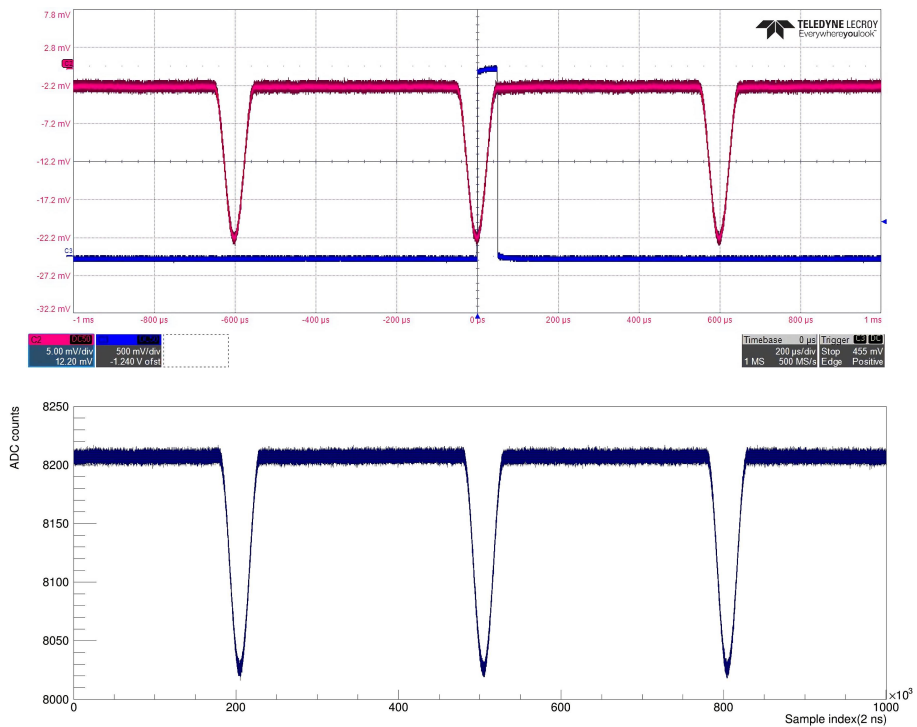 7.8 mV
2.8 mV
-2.2 mV
-7.2 mV
-12.2 mV
-17.2 mV
-22.2 mV
-27.2 mV
-32.2 mV
TELEDYNE LECROY
Everywhereyoulook™
C3
-1 ms -800 µs -600 µs -400 µs -200 µs 0 µs 200 µs 400 µs 600 µs 800 µs 1 ms
C2 DC50
5.00 mV/div
12.20 mV
500 mV/div
-1.240 V ofst
Timebase 0 µs
200 µs/div
1 MS 500 MS/s
Trigger C3 DC
Stop 455 mV
Edge Positive
ADC counts
8250
8200
8150
8100
8050
8000
0 200 400 600 800 1000
×10³
Sample index(2 ns)